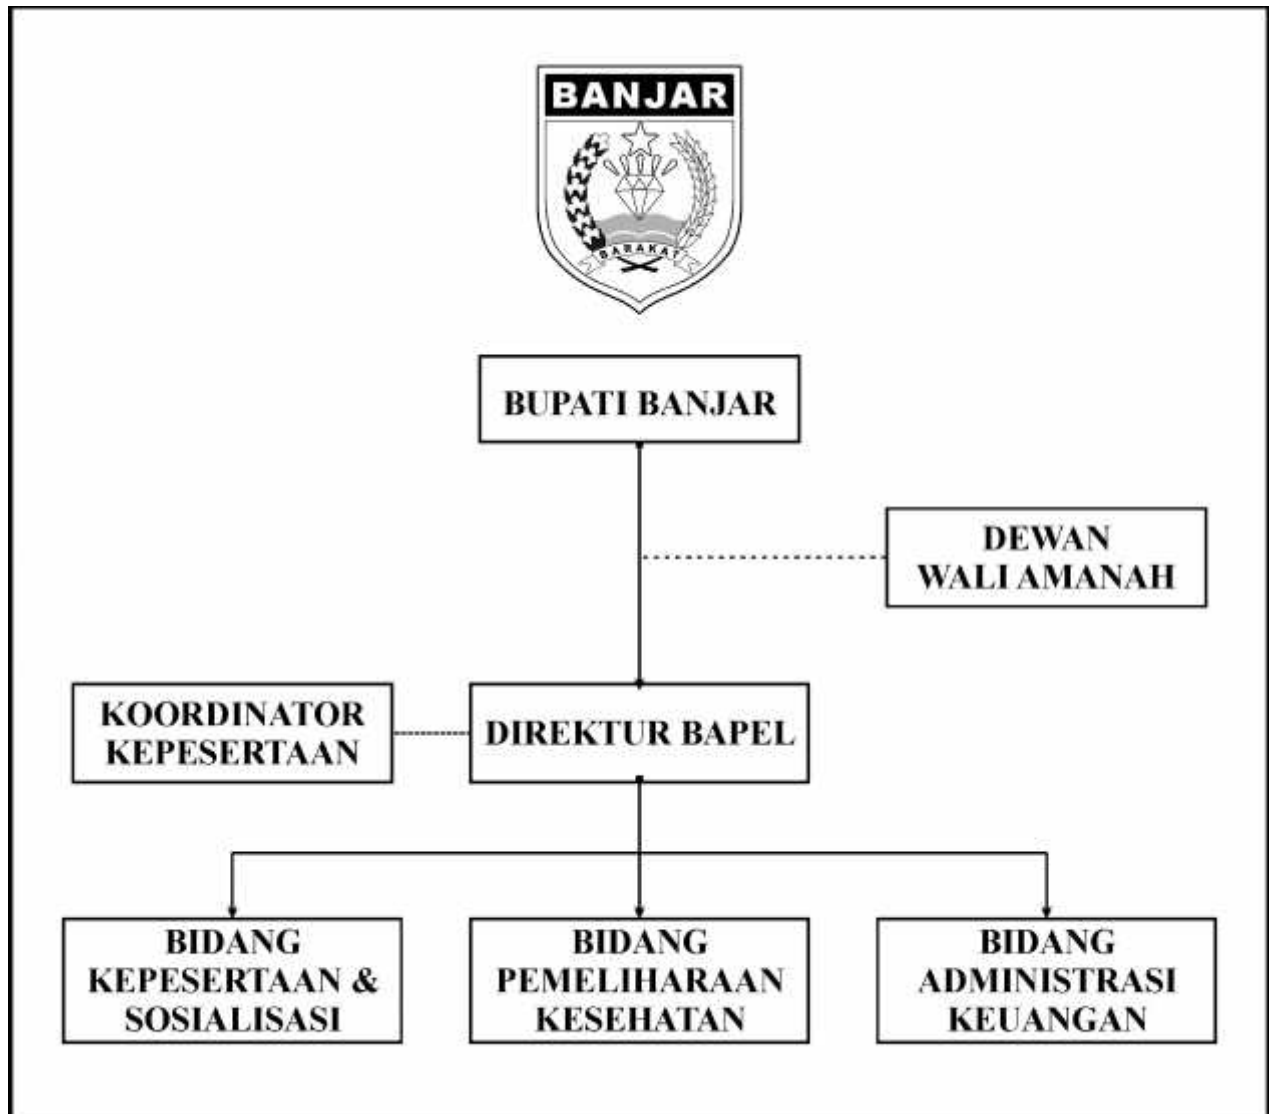 BANJAR
BARAKAT
BUPATI BANJAR
DEWAN
WALI AMANAH
KOORDINATOR
KEPESERTAAN
DIREKTUR BAPEL
BIDANG
KEPESERTAAN &
SOSIALISASI
BIDANG
PEMELIHARAAN
KESEHATAN
BIDANG
ADMINISTRASI
KEUANGAN